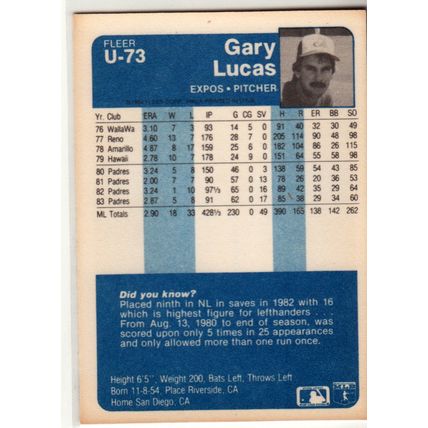 FLEER
U-73
Gary
Lucas
EXPOS • PITCHER
Yr. Club ERA W L IP G CG SV H R ER BB SO
76 WallaWa 3.10 7 3 93 14 5 0 91 40 32 30 49
77 Reno 4.60 13 7 176 28 7 0 205 114 90 48 98
78 Amarillo 4.87 8 17 159 25 6 0 182 104 86 26 115
79 Hawaii 2.78 10 7 178 24 9 0 151 64 55 58 98
80 Padres 3.24 5 8 150 46 0 3 138 59 54 43 85
81 Padres 2.00 7 7 90 57 0 13 78 26 20 36 53
82 Padres 3.24 1 10 97⅓ 65 0 16 89 42 35 29 64
83 Padres 2.87 5 8 91 62 0 17 85 38 29 34 60
ML Totals 2.90 18 33 428⅓ 230 0 49 390 165 138 142 262
Did you know?
Placed ninth in NL in saves in 1982 with 16
which is highest figure for lefthanders . . .
From Aug. 13, 1980 to end of season, was
scored upon only 5 times in 25 appearances
and only allowed more than one run once.
Height 6'5", Weight 200, Bats Left, Throws Left
Born 11-8-54, Place Riverside, CA
Home San Diego, CA